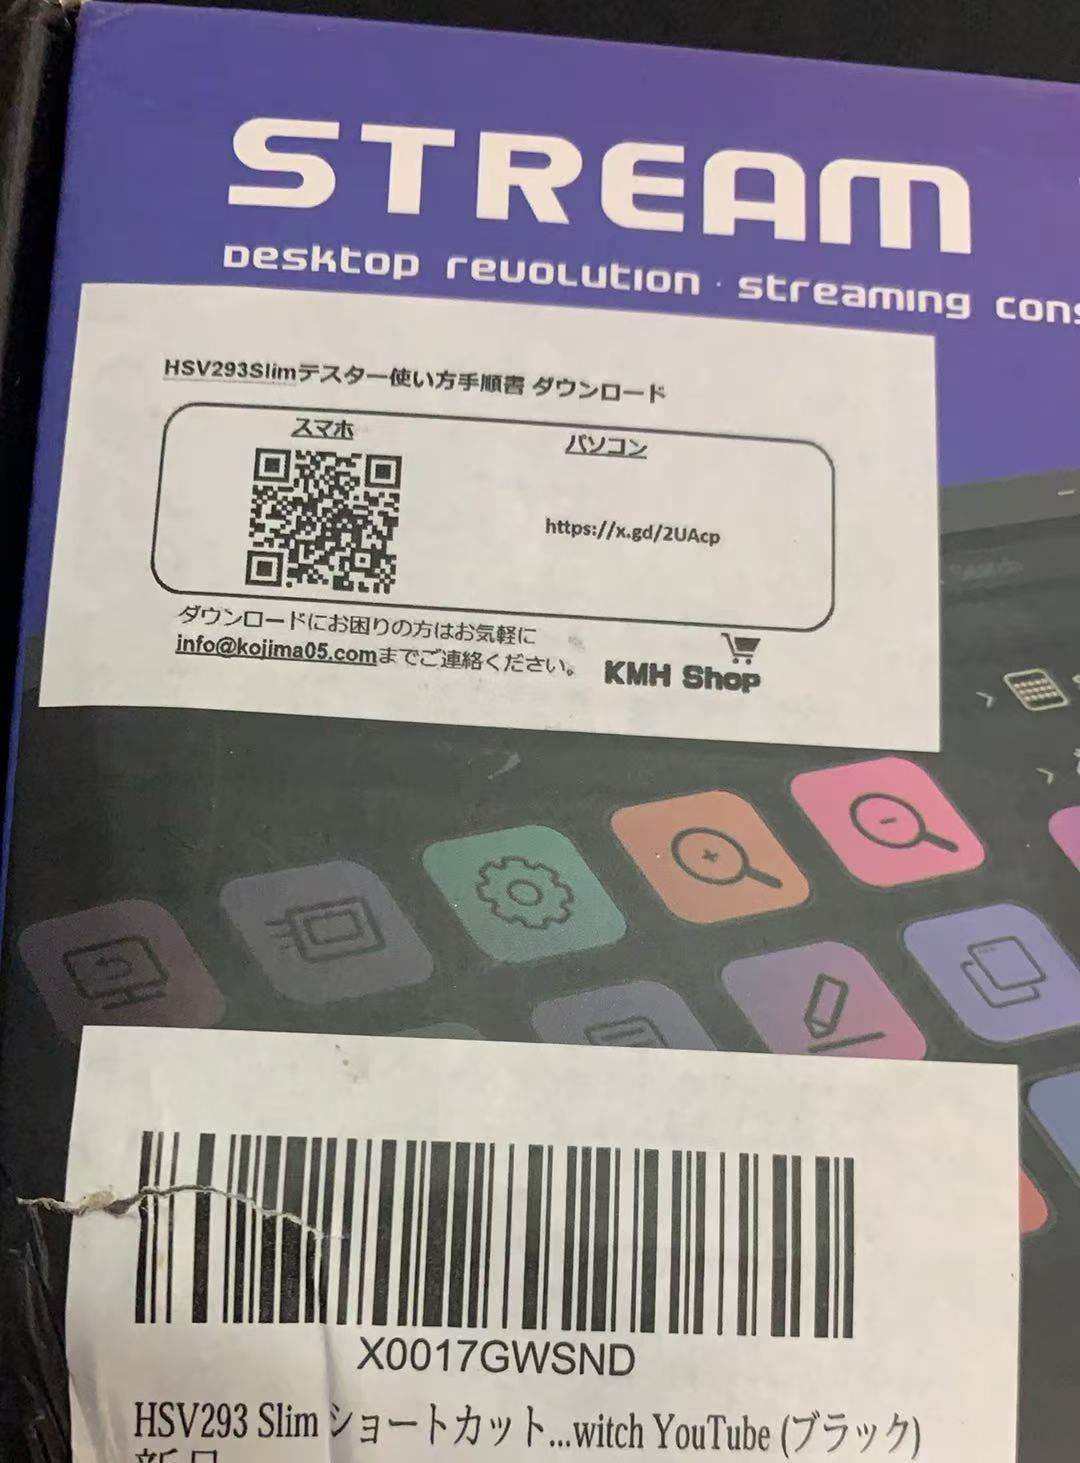 STREAM
Desktop revolution · streaming
HSV293Slimテスター使い方手順書 ダウンロード
スマホ
パソコン
https://x.gd/2UAcp
ダウンロードにお困りの方はお気軽に
info@kojima05.comまでご連絡ください。
KMH Shop
X0017GWSND
HSV293 Slim ショートカット...witch YouTube (ブラック)